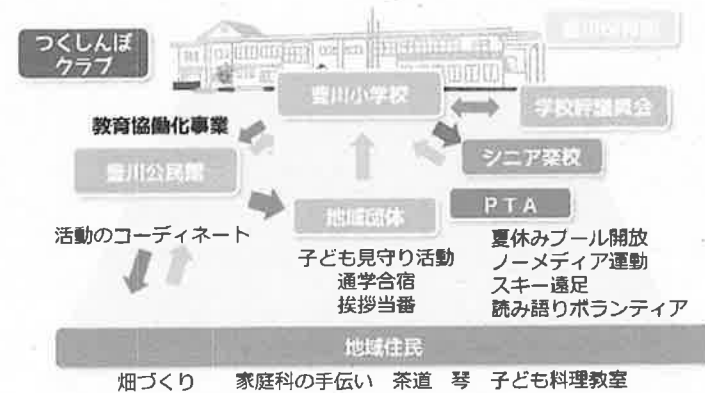 つくしんぼ
クラブ
豊川保育園
豊川小学校
学校評議員会
教育協働化事業
豊川公民館
シニア楽校
地域団体
PTA
活動のコーディネート
子ども見守り活動
通学合宿
挨拶当番
夏休みプール開放
ノーメディア運動
スキー遠足
読み語りボランティア
地域住民
畑づくり　家庭科の手伝い　茶道　琴　子ども料理教室